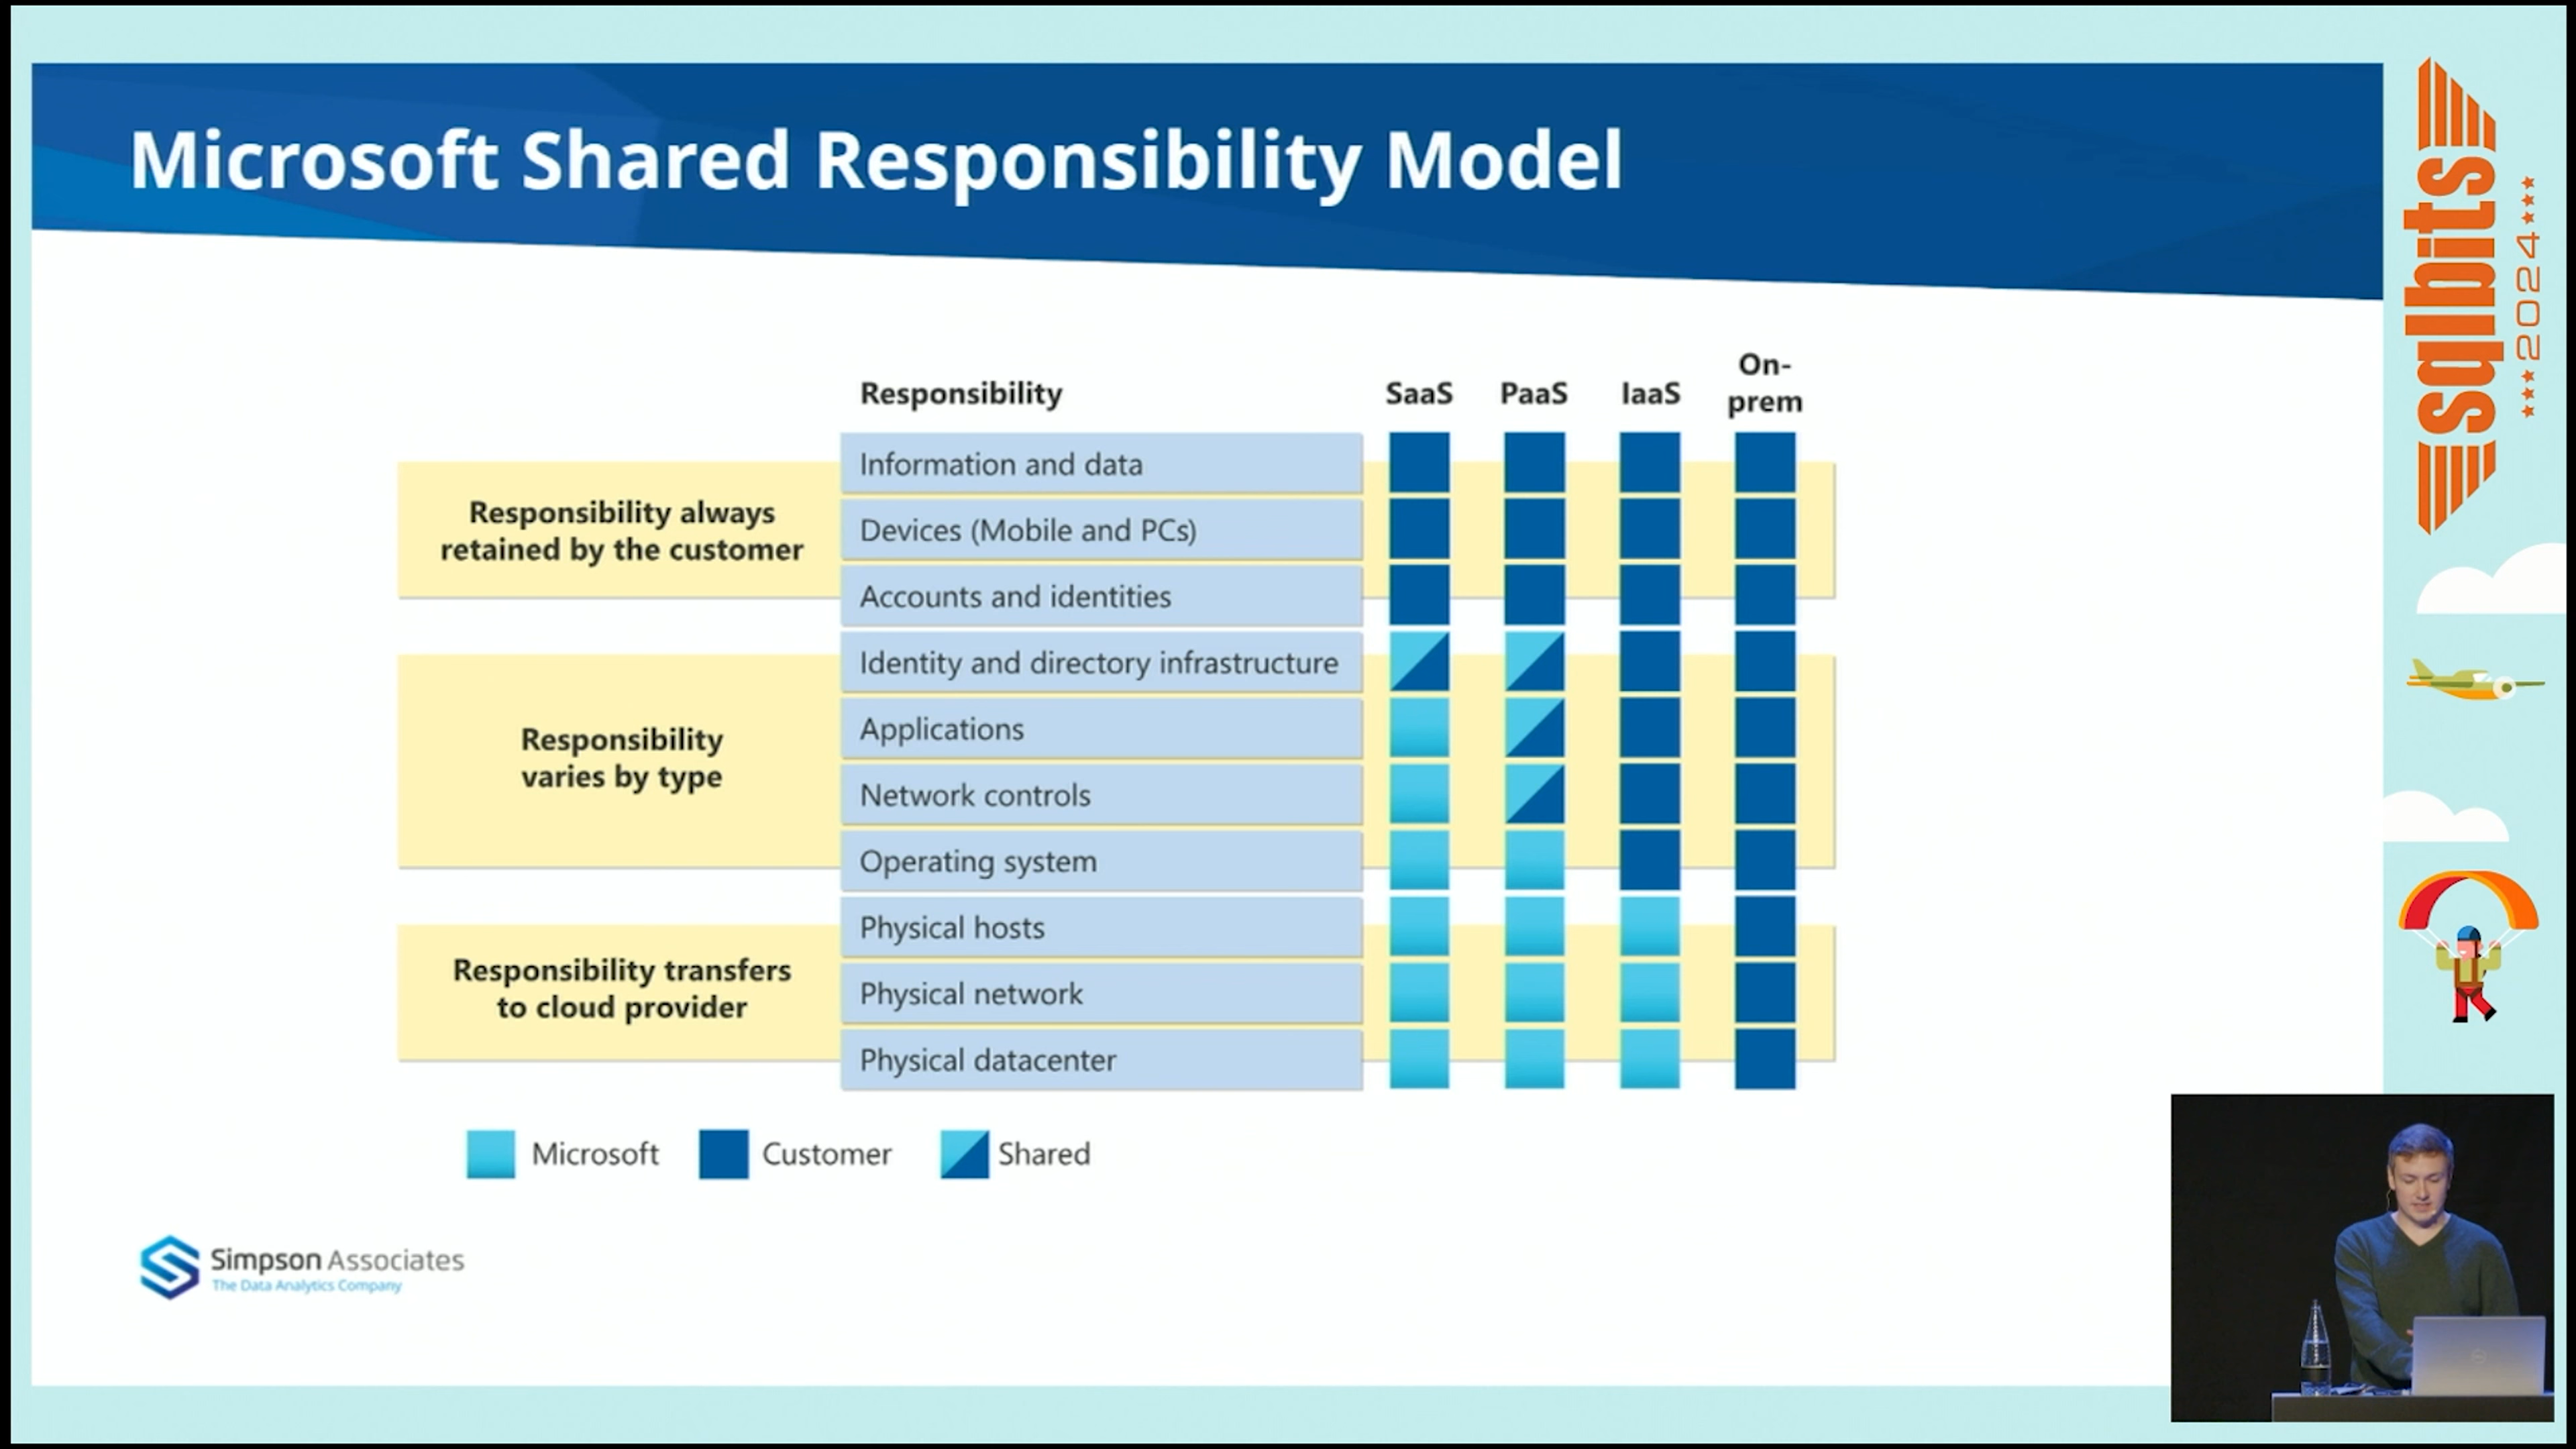 Microsoft Shared Responsibility Model
Responsibility
SaaS
PaaS
IaaS
On-
prem
Responsibility always
retained by the customer
Information and data
Devices (Mobile and PCs)
Accounts and identities
Responsibility
varies by type
Identity and directory infrastructure
Applications
Network controls
Operating system
Responsibility transfers
to cloud provider
Physical hosts
Physical network
Physical datacenter
Microsoft
Customer
Shared
Simpson Associates
The Data Analytics Company
sqlbits
2024